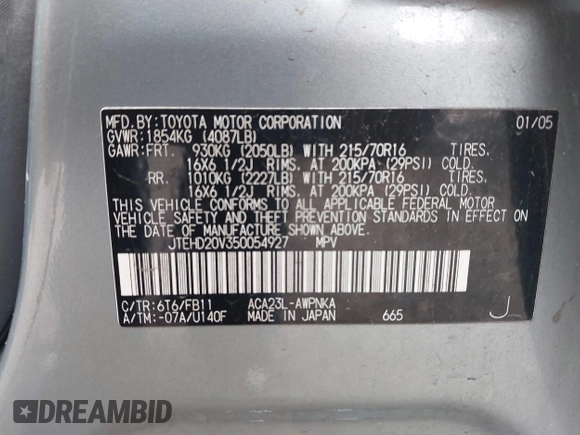 MFD.BY:TOYOTA MOTOR CORPORATION 01/05
GVWR:1854KG (4087LB)
GAWR:FRT. 930KG (2050LB) WITH 215/70R16 TIRES.
16X6 1/2J RIMS. AT 200KPA (29PSI) COLD.
RR. 1010KG (2227LB) WITH 215/70R16 TIRES.
16X6 1/2J RIMS. AT 200KPA (29PSI) COLD.
THIS VEHICLE CONFORMS TO ALL APPLICABLE FEDERAL MOTOR
VEHICLE SAFETY AND THEFT PREVENTION STANDARDS IN EFFECT ON
THE DATE OF MANUFACTURE SHOWN ABOVE.
JTEHD20V350054927 MPV
C/TR:6T6/FB11 ACA23L-AWPNKA
A/TM:-07A/U140F MADE IN JAPAN 665 J
DREAMBID